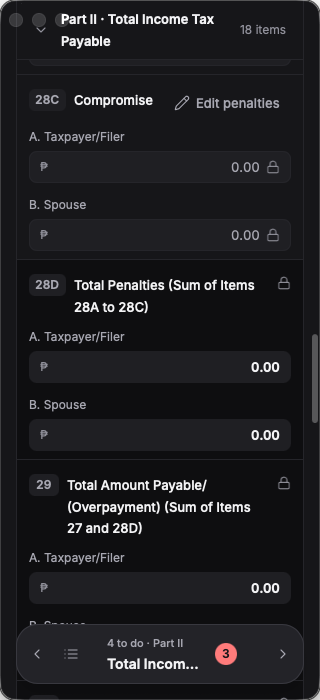 Part II · Total Income Tax
Payable
18 items
28C Compromise
Edit penalties
A. Taxpayer/Filer
₱ 0.00
B. Spouse
₱ 0.00
28D Total Penalties (Sum of Items
28A to 28C)
A. Taxpayer/Filer
₱ 0.00
B. Spouse
₱ 0.00
29 Total Amount Payable/
(Overpayment) (Sum of Items
27 and 28D)
A. Taxpayer/Filer
₱ 0.00
B. Spouse
4 to do · Part II
Total Incom...
3